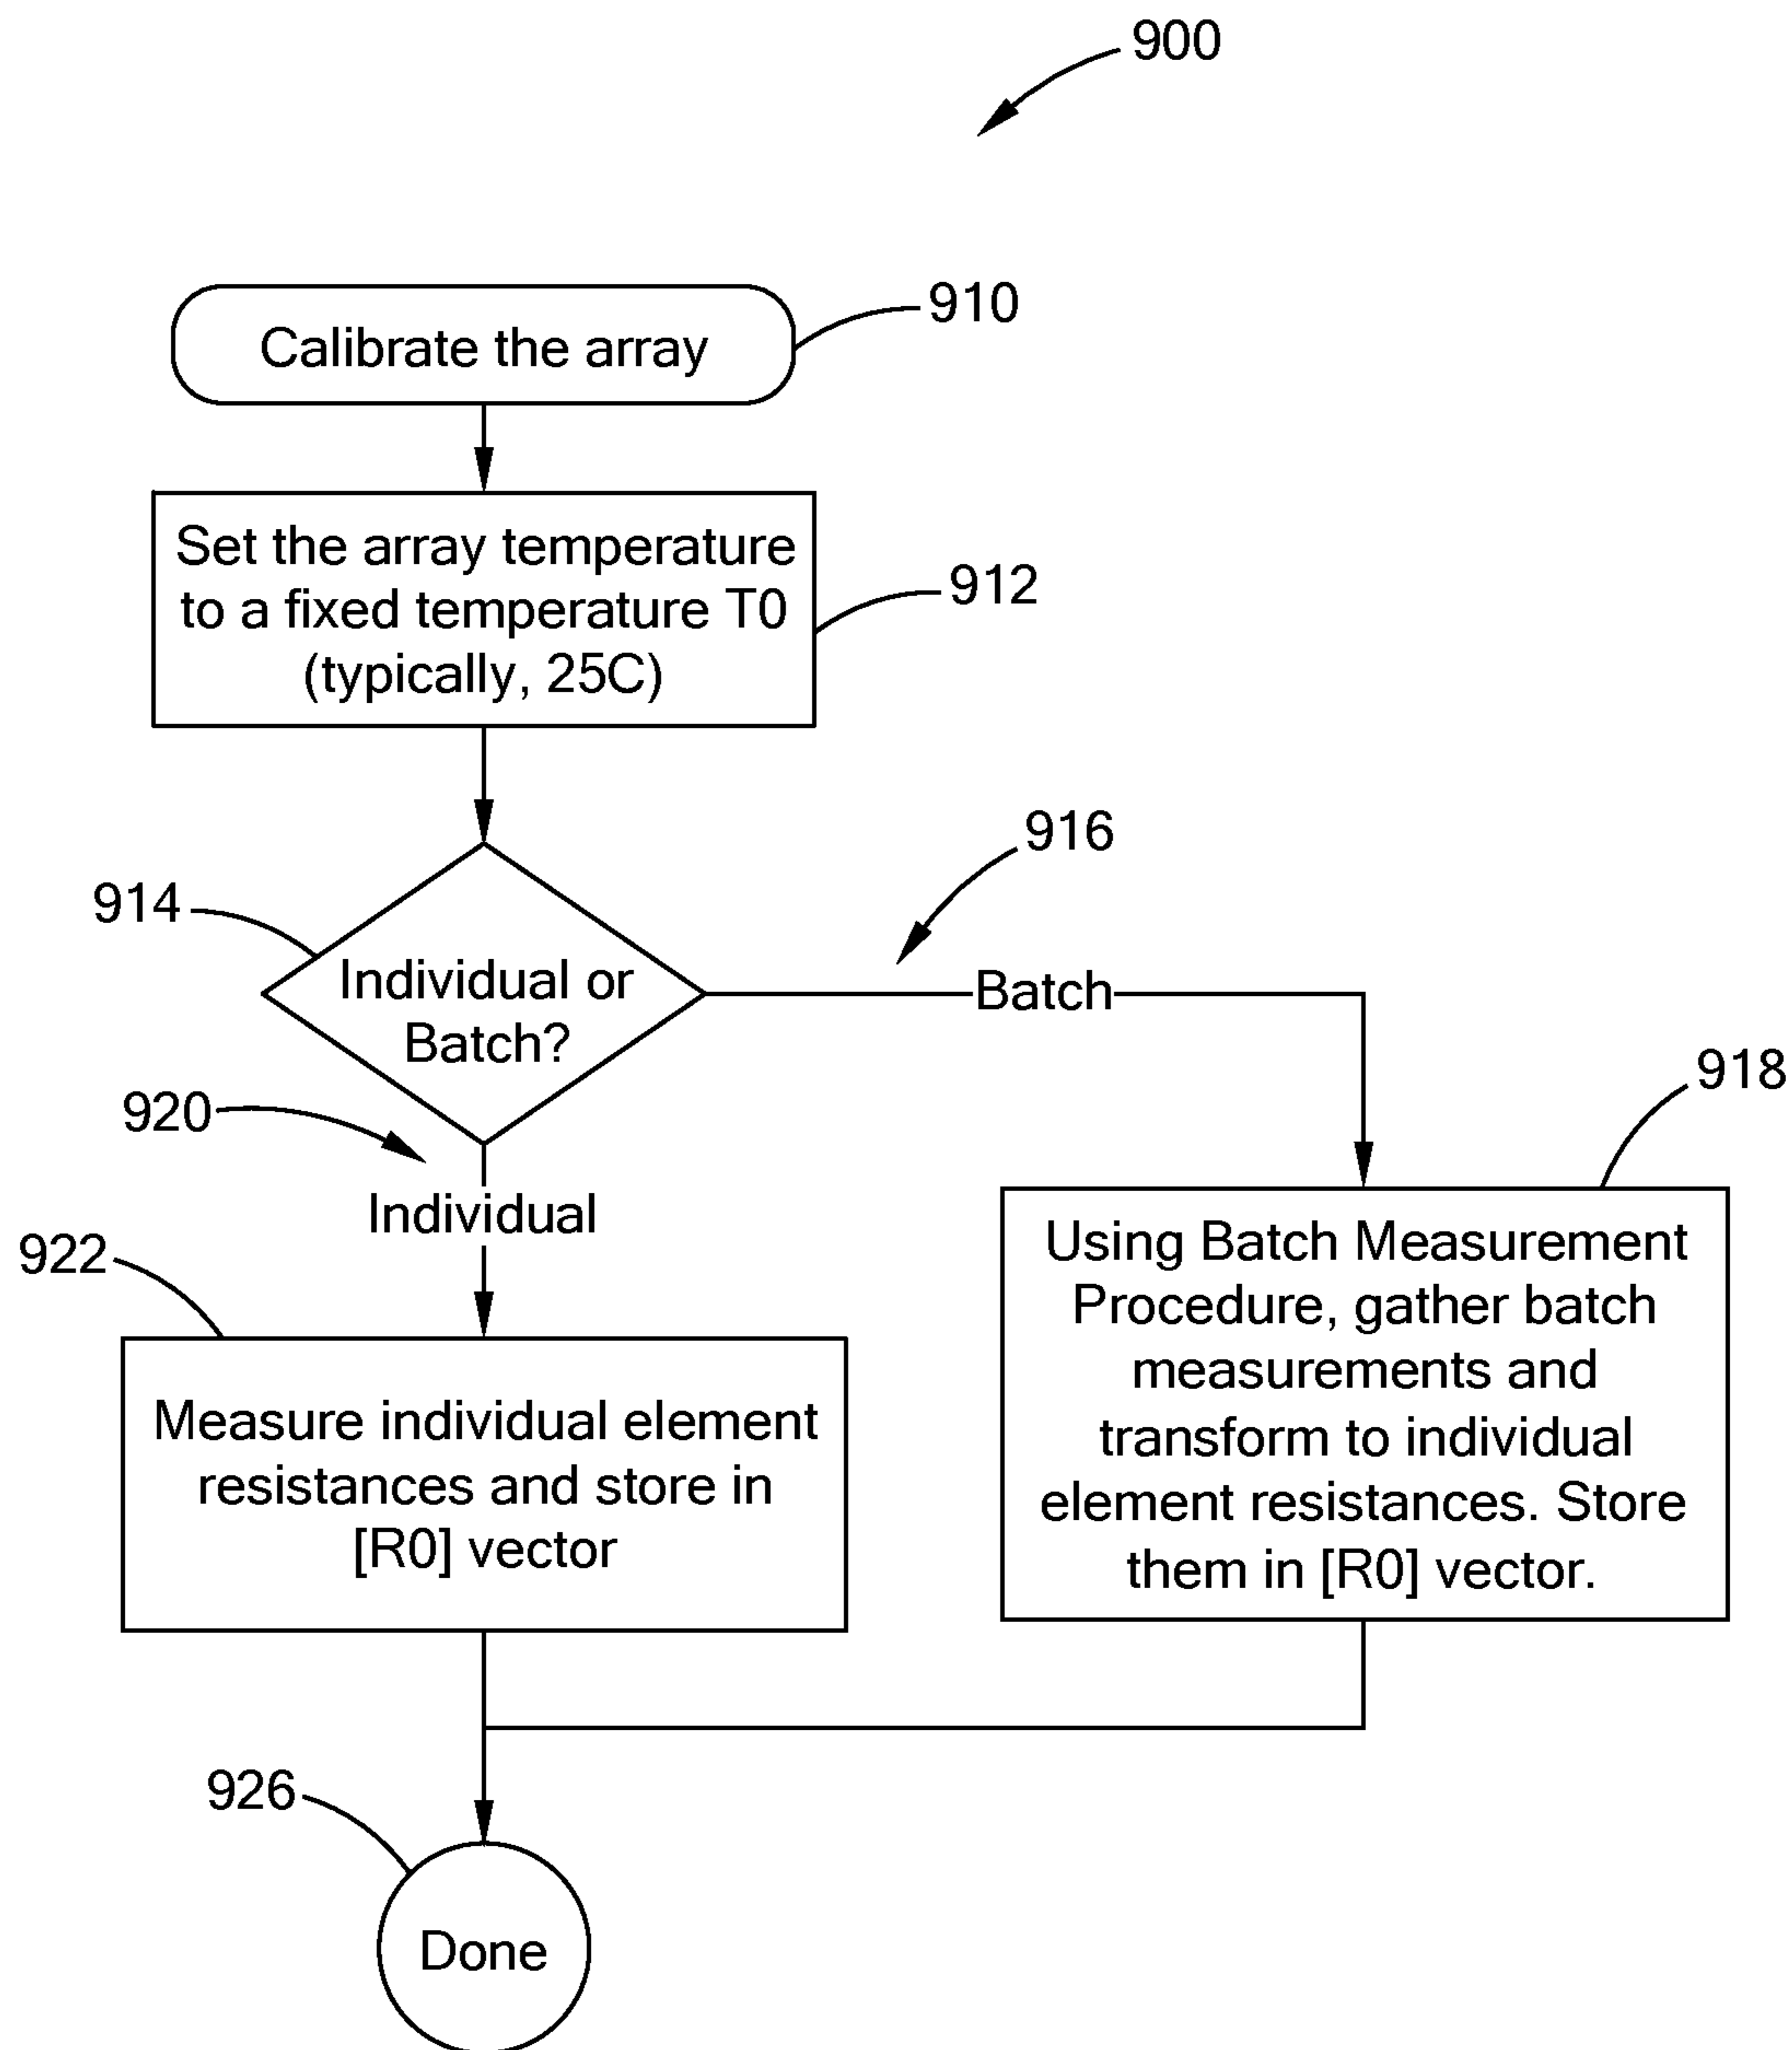 900
Calibrate the array
910
Set the array temperature
to a fixed temperature T0
(typically, 25C)
912
914
Individual or
Batch?
916
Batch
918
920
Individual
922
Measure individual element
resistances and store in
[R0] vector
Using Batch Measurement
Procedure, gather batch
measurements and
transform to individual
element resistances. Store
them in [R0] vector.
926
Done